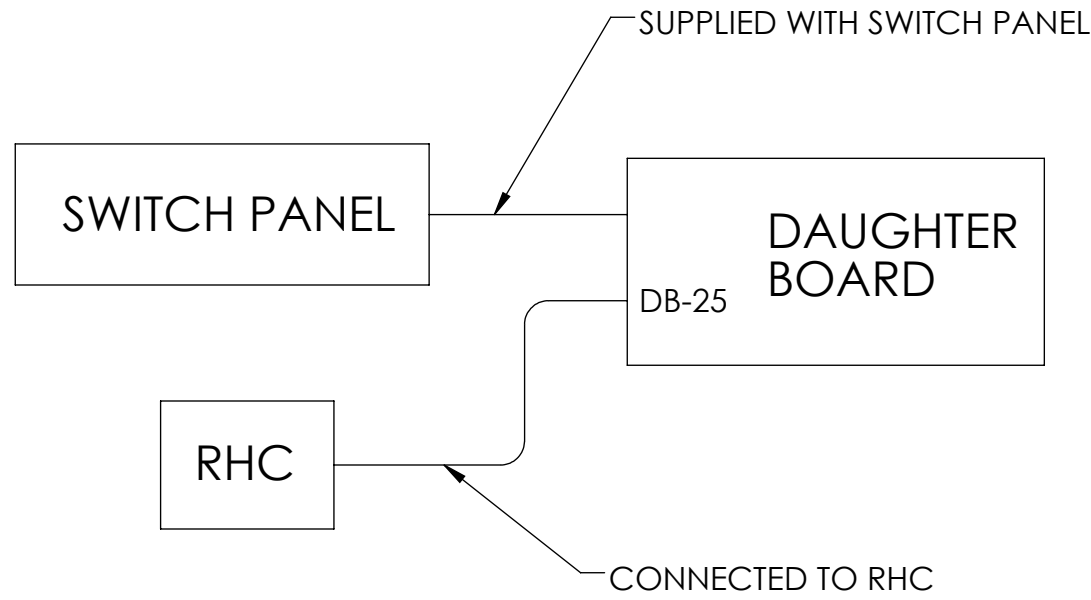 SUPPLIED WITH SWITCH PANEL
SWITCH PANEL
DAUGHTER
BOARD
DB-25
RHC
CONNECTED TO RHC